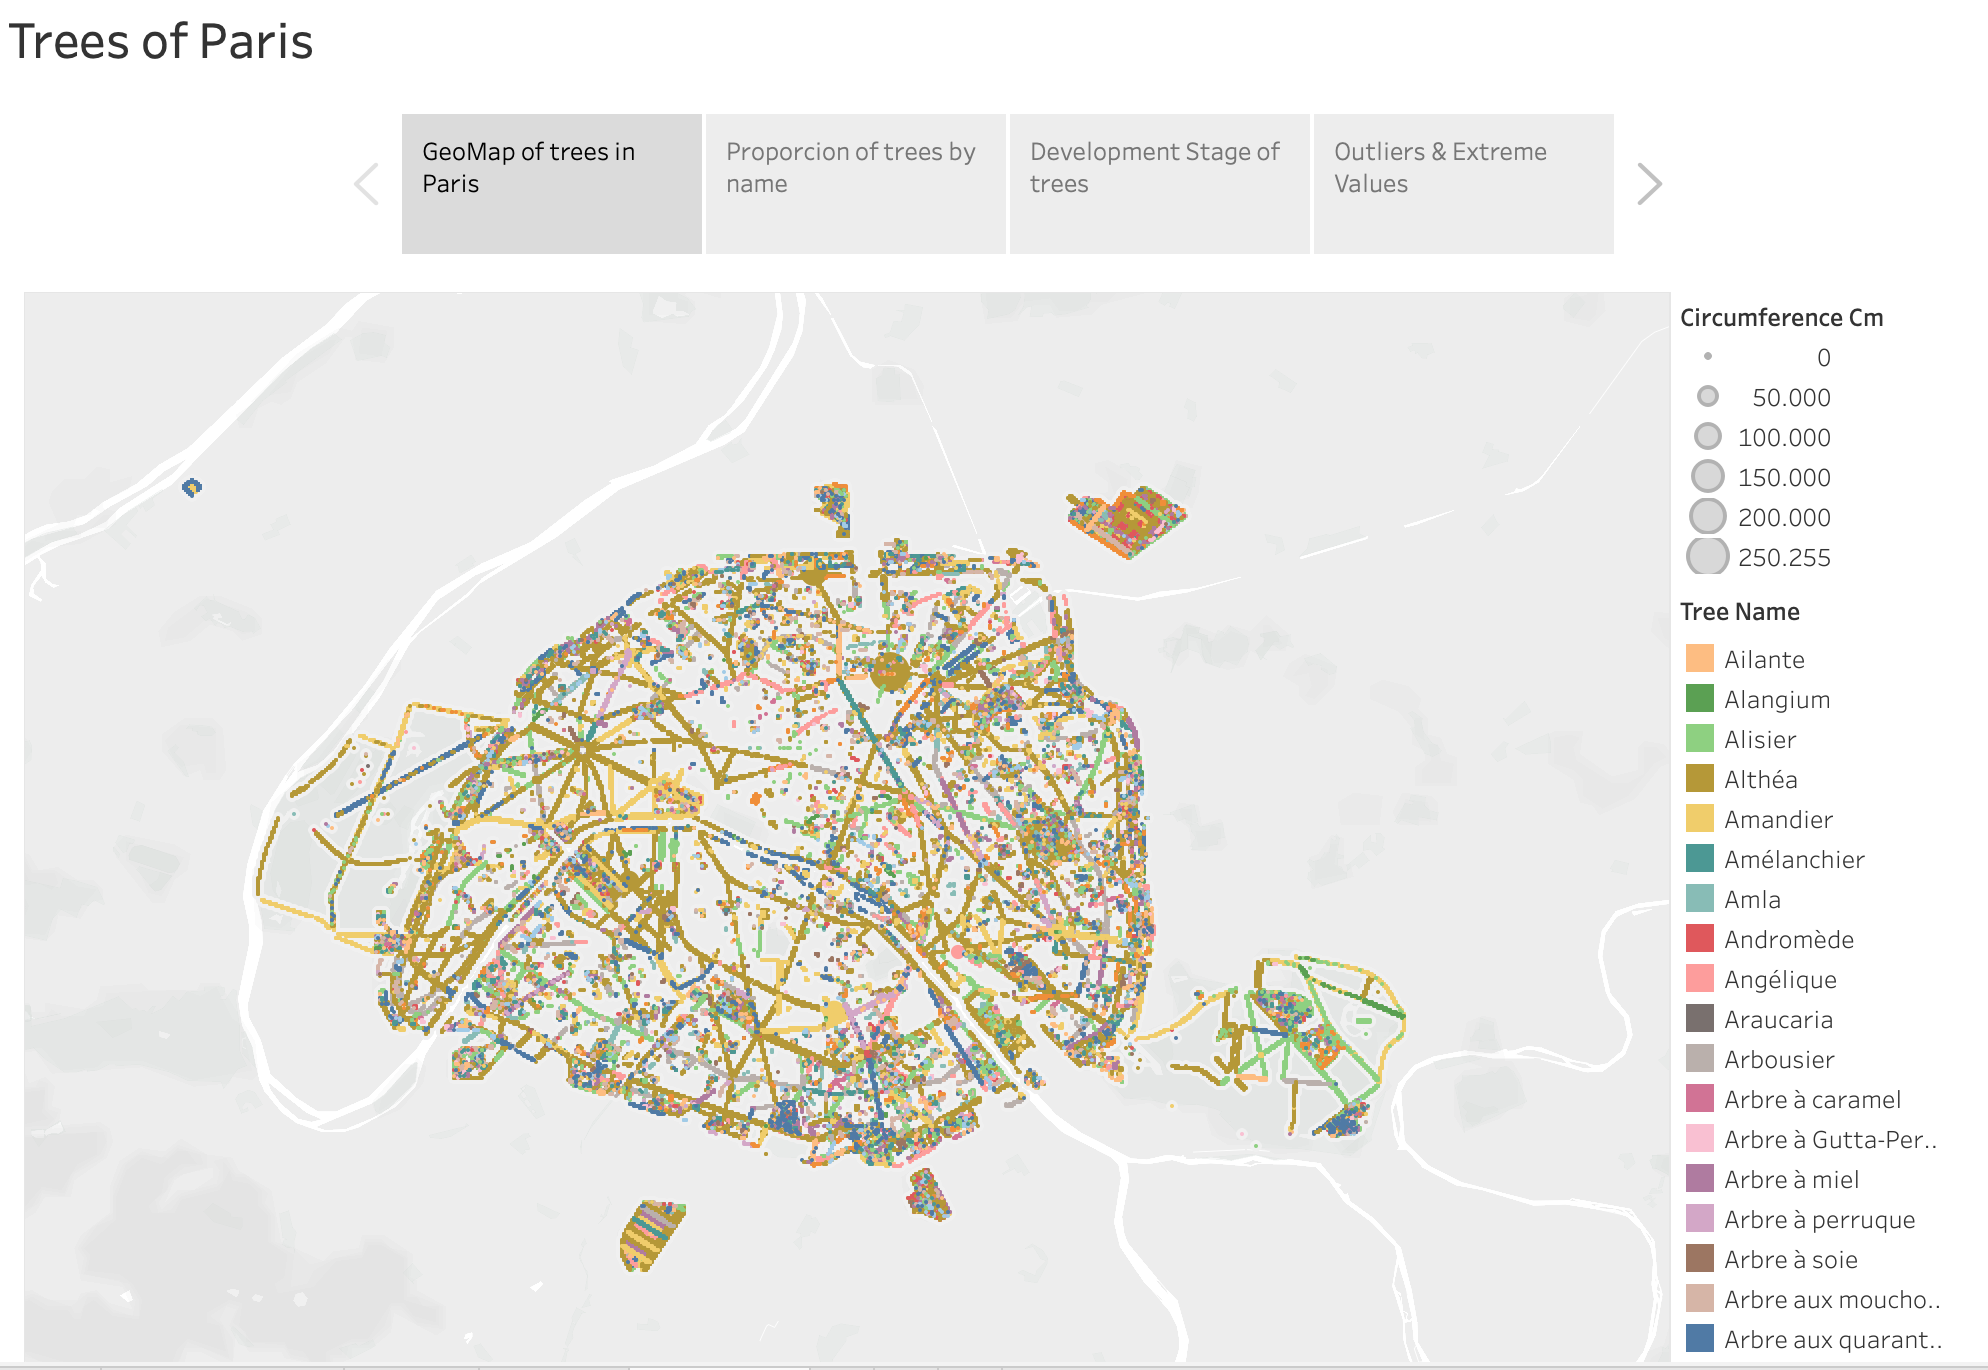 Trees of Paris
GeoMap of trees in
Paris
Proporcion of trees by
name
Development Stage of
trees
Outliers & Extreme
Values
Circumference Cm
0
50.000
100.000
150.000
200.000
250.255
Tree Name
Ailante
Alangium
Alisier
Althéa
Amandier
Amélanchier
Amla
Andromède
Angélique
Araucaria
Arbousier
Arbre à caramel
Arbre à Gutta-Per..
Arbre à miel
Arbre à perruque
Arbre à soie
Arbre aux moucho..
Arbre aux quarant..